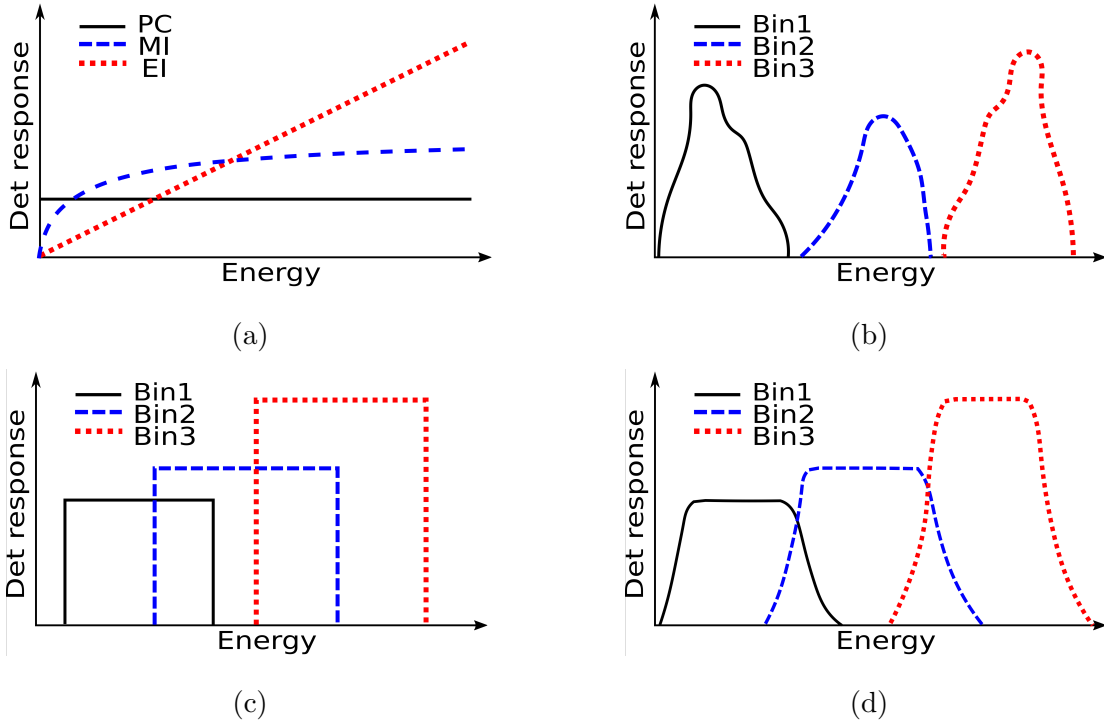 PC
MI
EI
Det response
Energy
(a)
Bin1
Bin2
Bin3
Det response
Energy
(b)
Bin1
Bin2
Bin3
Det response
Energy
(c)
Bin1
Bin2
Bin3
Det response
Energy
(d)